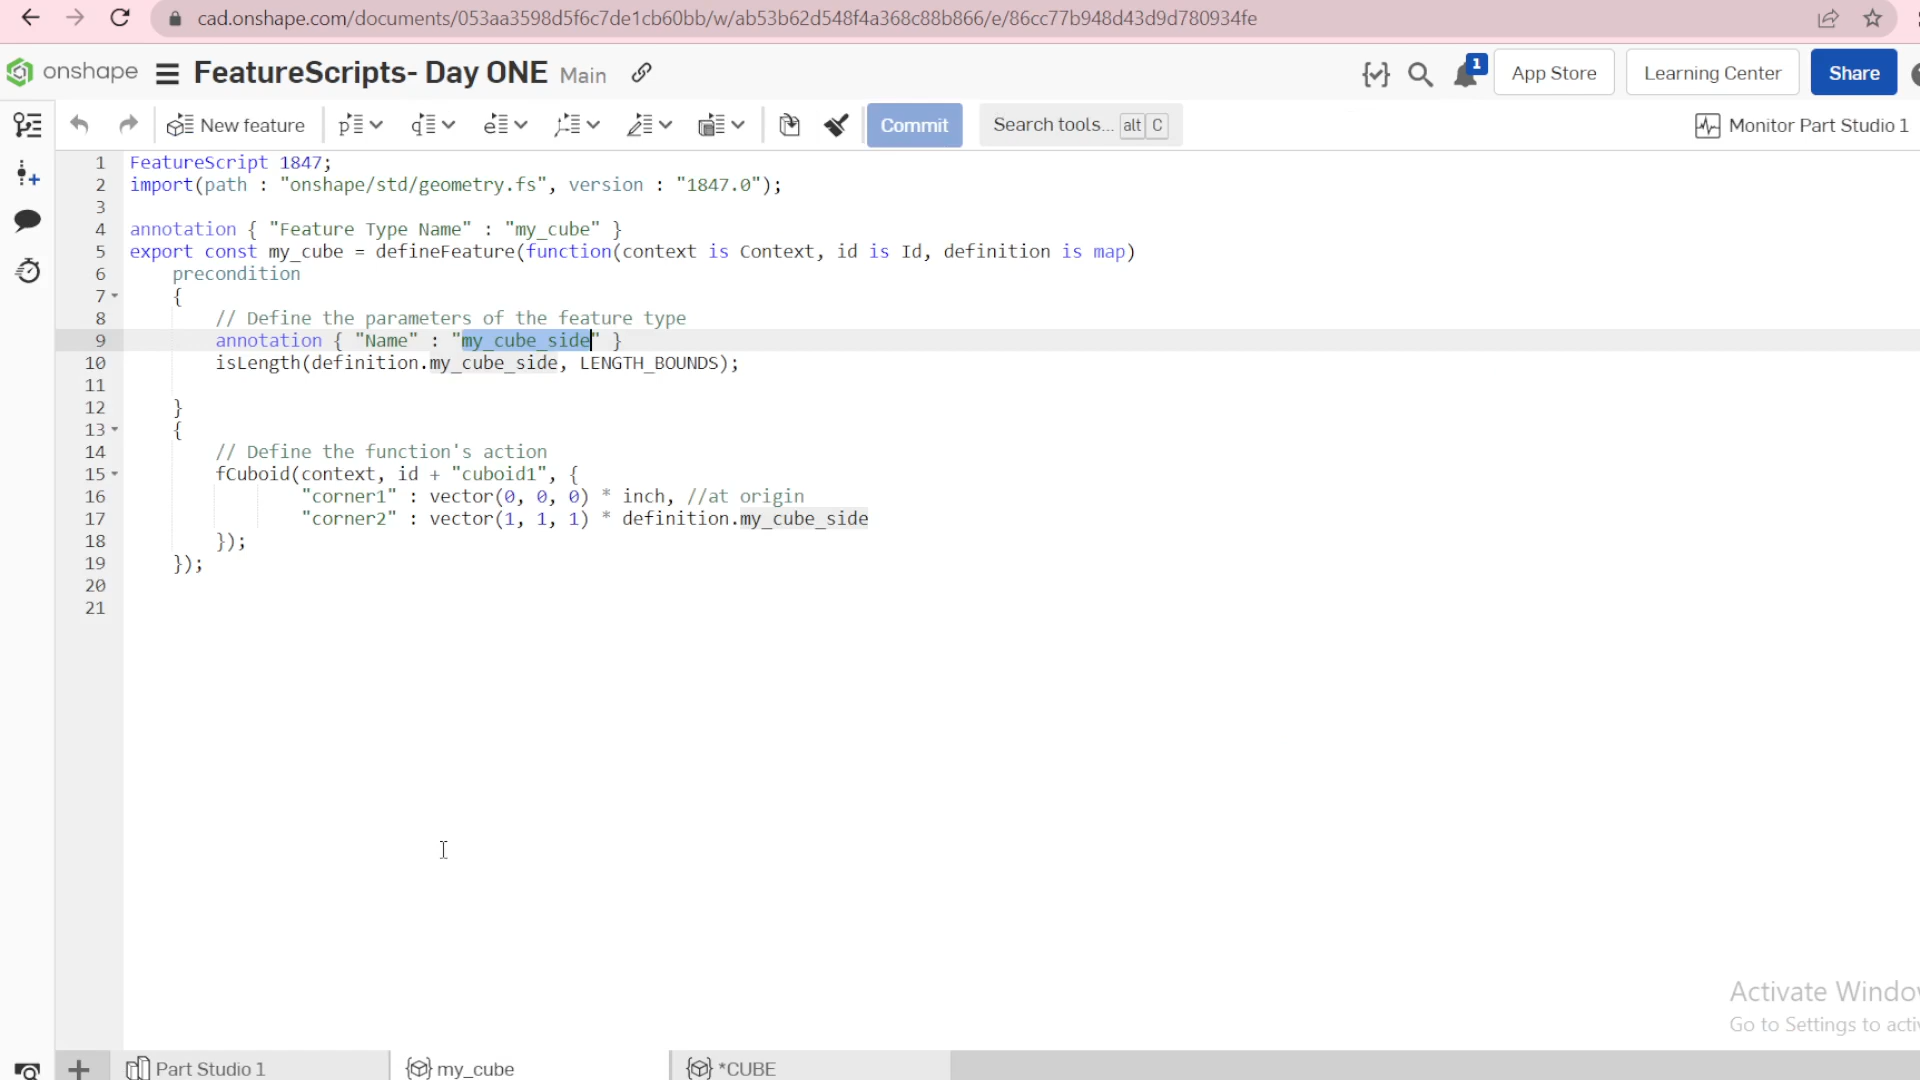 cad.onshape.com/documents/053aa3598d5f6c7de1cb60bb/w/ab53b62d548f4a368c88b866/e/86cc77b948d43d9d780934fe
onshape FeatureScripts- Day ONE Main 1 App Store Learning Center Share
New feature Commit Search tools... alt C Monitor Part Studio 1
1 FeatureScript 1847;
2 import(path : "onshape/std/geometry.fs", version : "1847.0");
3
4 annotation { "Feature Type Name" : "my_cube" }
5 export const my_cube = defineFeature(function(context is Context, id is Id, definition is map)
6 precondition
7 {
8 // Define the parameters of the feature type
9 annotation { "Name" : "my_cube_side" }
10 isLength(definition.my_cube_side, LENGTH_BOUNDS);
11
12 }
13 {
14 // Define the function's action
15 fCuboid(context, id + "cuboid1", {
16 "corner1" : vector(0, 0, 0) * inch, //at origin
17 "corner2" : vector(1, 1, 1) * definition.my_cube_side
18 });
19 });
20
21
Activate Windo
Go to Settings to acti
Part Studio 1 my_cube *CUBE